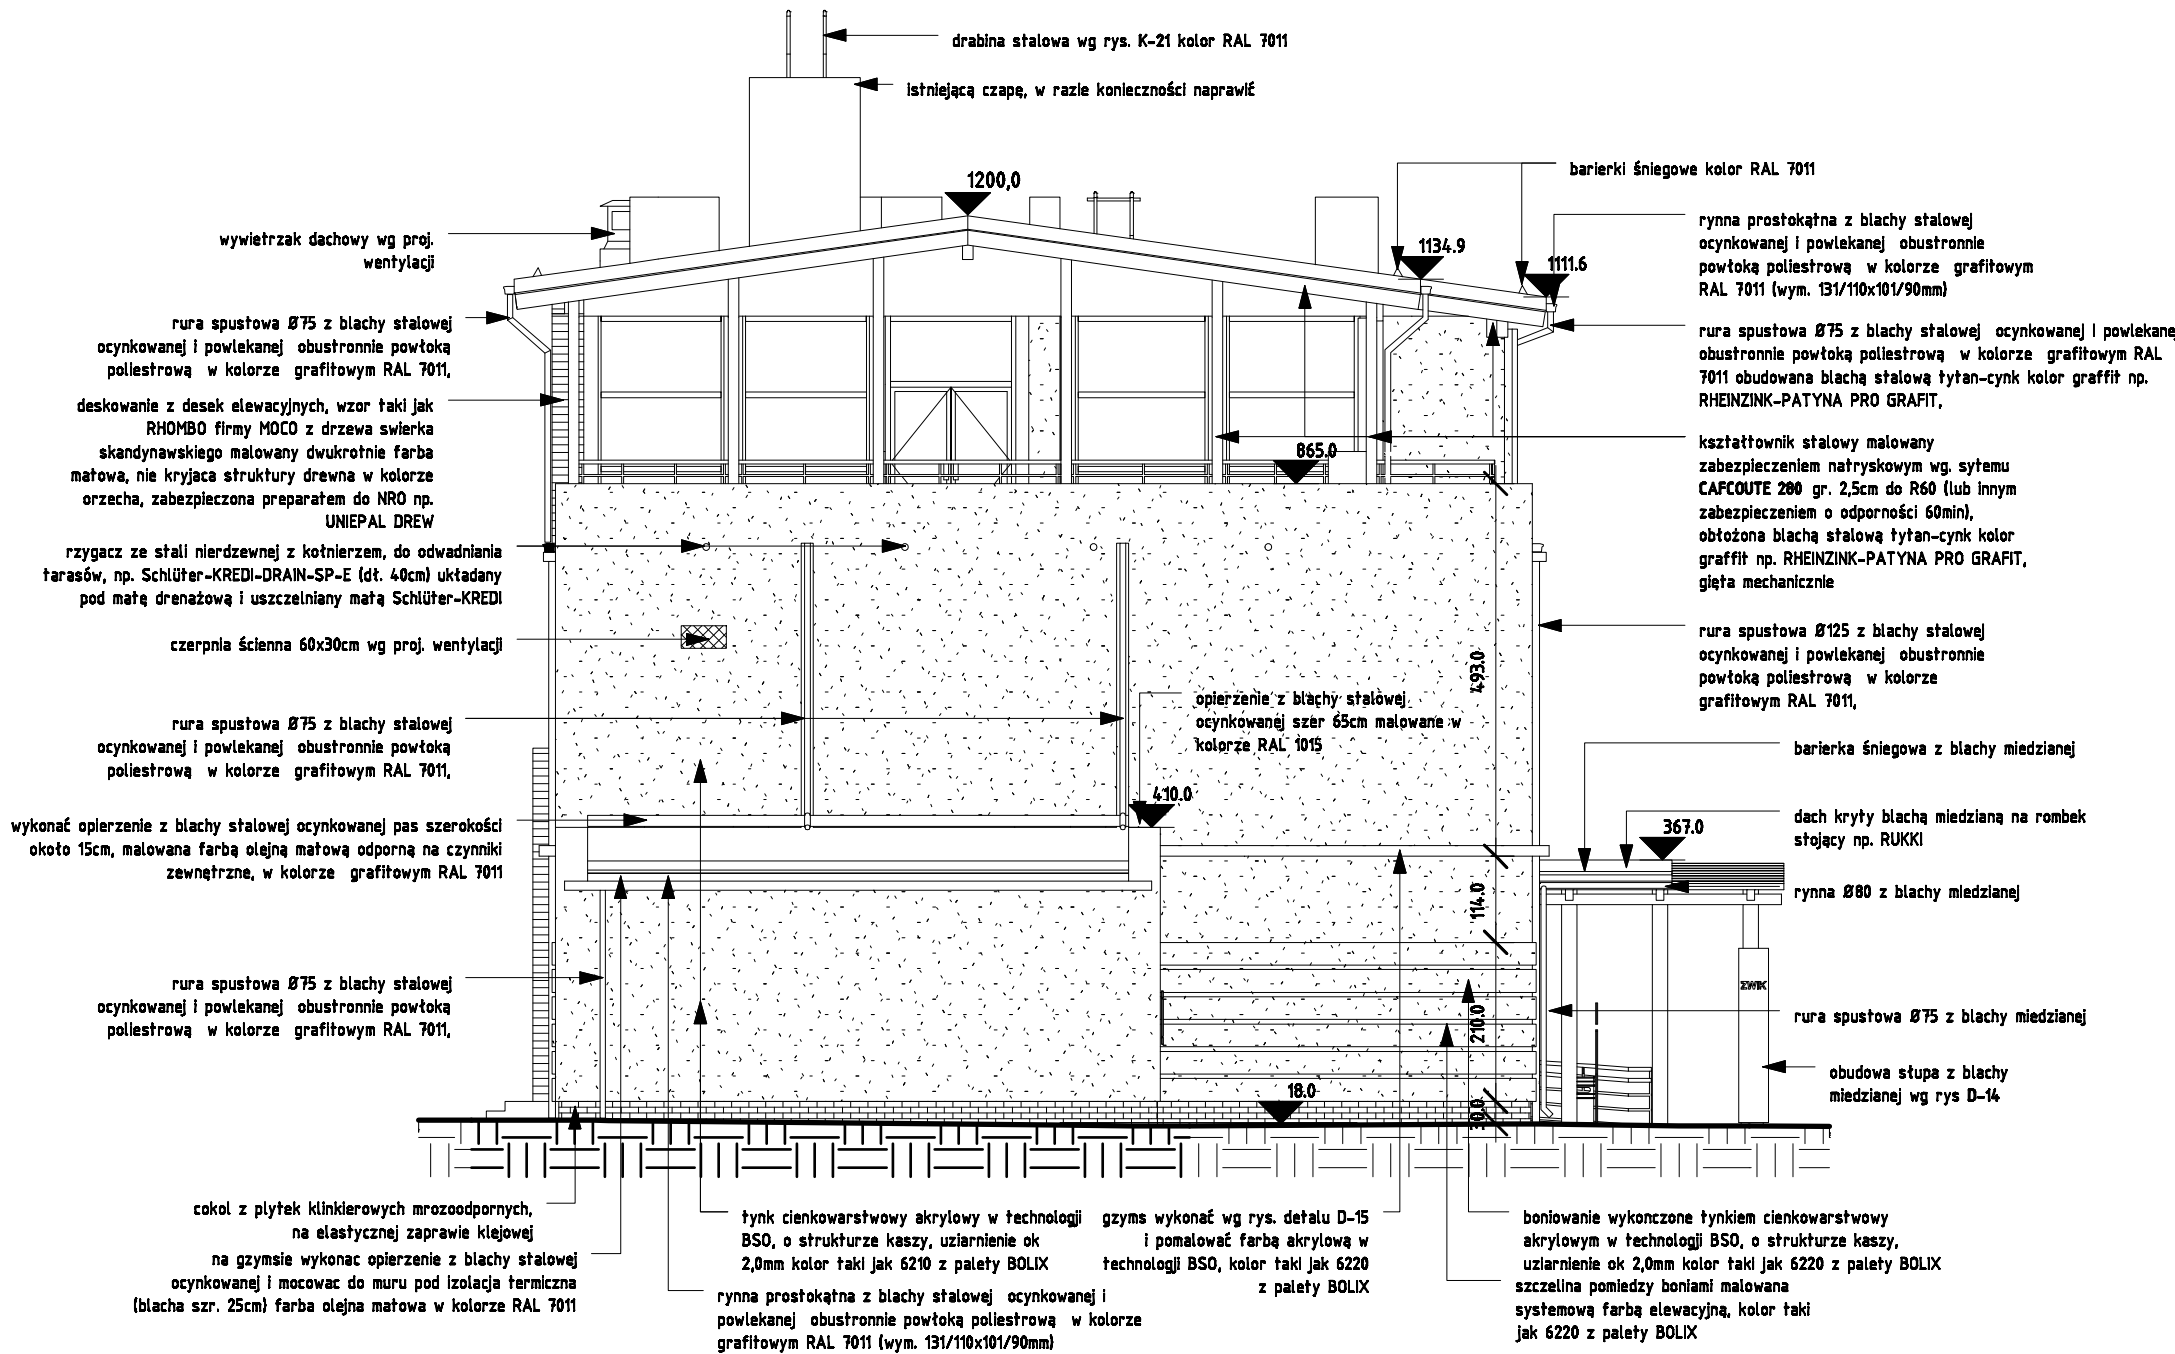 drabina stalowa wg rys. K-21 kolor RAL 7011
istniejącą czapę, w razie konieczności naprawić
barierki śniegowe kolor RAL 7011
1200,0
1134.9
1111.6
rynna prostokątna z blachy stalowej
ocynkowanej i powlekanej obustronnie
powłoką poliestrową w kolorze grafitowym
RAL 7011 (wym. 131/110x101/90mm)
wywietrzak dachowy wg proj.
wentylacji
rura spustowa Ø75 z blachy stalowej
ocynkowanej i powlekanej obustronnie powłoką
poliestrową w kolorze grafitowym RAL 7011,
rura spustowa Ø75 z blachy stalowej ocynkowanej i powlekanej
obustronnie powłoką poliestrową w kolorze grafitowym RAL
7011 obudowana blachą stalową tytan-cynk kolor graffit np.
RHEINZINK-PATYNA PRO GRAFIT,
deskowanie z desek elewacyjnych, wzor taki jak
RHOMBO firmy MOCO z drzewa swierka
skandynawskiego malowany dwukrotnie farba
matowa, nie kryjaca struktury drewna w kolorze
orzecha, zabezpieczona preparatem do NRO np.
UNIEPAL DREW
865.0
kształtownik stalowy malowany
zabezpieczeniem natryskowym wg. sytemu
CAFCOUTE 280 gr. 2,5cm do R60 (lub innym
zabezpieczeniem o odporności 60min),
obłożona blachą stalową tytan-cynk kolor
graffit np. RHEINZINK-PATYNA PRO GRAFIT,
gięta mechanicznie
rzygacz ze stali nierdzewnej z kołnierzem, do odwadniania
tarasów, np. Schlüter-KREDI-DRAIN-SP-E (dł. 40cm) układany
pod matę drenażową i uszczelniany matą Schlüter-KREDI
czerpnia ścienna 60x30cm wg proj. wentylacji
rura spustowa Ø125 z blachy stalowej
ocynkowanej i powlekanej obustronnie
powłoką poliestrową w kolorze
grafitowym RAL 7011,
493.0
opierzenie z blachy stalowej
ocynkowanej szer 65cm malowane w
kolorze RAL 1015
rura spustowa Ø75 z blachy stalowej
ocynkowanej i powlekanej obustronnie powłoką
poliestrową w kolorze grafitowym RAL 7011,
barierka śniegowa z blachy miedzianej
410.0
wykonać opierzenie z blachy stalowej ocynkowanej pas szerokości
około 15cm, malowana farbą olejną matową odporną na czynniki
zewnętrzne, w kolorze grafitowym RAL 7011
367.0
dach kryty blachą miedzianą na rombek
stojący np. RUKKI
114.0
rynna Ø80 z blachy miedzianej
rura spustowa Ø75 z blachy stalowej
ocynkowanej i powlekanej obustronnie powłoką
poliestrową w kolorze grafitowym RAL 7011,
ZWIK
210.0
rura spustowa Ø75 z blachy miedzianej
obudowa słupa z blachy
miedzianej wg rys D-14
18.0
30.0
cokol z plytek klinkierowych mrozoodpornych,
na elastycznej zaprawie klejowej
na gzymsie wykonac opierzenie z blachy stalowej
ocynkowanej i mocowac do muru pod izolacja termiczna
(blacha szr. 25cm) farba olejna matowa w kolorze RAL 7011
tynk cienkowarstwowy akrylowy w technologji
BSO, o strukturze kaszy, uziarnienie ok
2,0mm kolor taki jak 6210 z palety BOLIX
rynna prostokątna z blachy stalowej ocynkowanej i
powlekanej obustronnie powłoką poliestrową w kolorze
grafitowym RAL 7011 (wym. 131/110x101/90mm)
gzyms wykonać wg rys. detalu D-15
i pomalować farbą akrylową w
technologji BSO, kolor taki jak 6220
z palety BOLIX
boniowanie wykonczone tynkiem cienkowarstwowy
akrylowym w technologji BSO, o strukturze kaszy,
uziarnienie ok 2,0mm kolor taki jak 6220 z palety BOLIX
szczelina pomiedzy boniami malowana
systemową farbą elewacyjną, kolor taki
jak 6220 z palety BOLIX